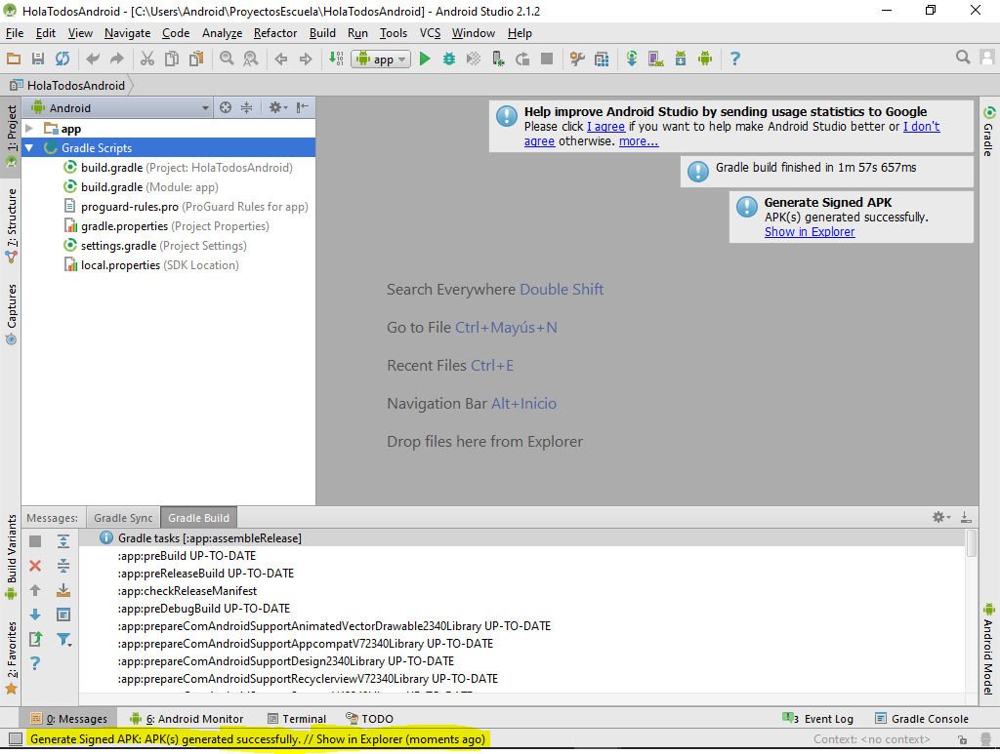 HolaTodosAndroid - [C:\Users\Android\ProyectosEscuela\HolaTodosAndroid] - Android Studio 2.1.2
File Edit View Navigate Code Analyze Refactor Build Run Tools VCS Window Help
app
HolaTodosAndroid
1: Project
7: Structure
Captures
Build Variants
2: Favorites
Android
app
Gradle Scripts
build.gradle (Project: HolaTodosAndroid)
build.gradle (Module: app)
proguard-rules.pro (ProGuard Rules for app)
gradle.properties (Project Properties)
settings.gradle (Project Settings)
local.properties (SDK Location)
Help improve Android Studio by sending usage statistics to Google
Please click I agree if you want to help make Android Studio better or I don't
agree otherwise. more...
Gradle build finished in 1m 57s 657ms
Generate Signed APK
APK(s) generated successfully.
Show in Explorer
Search Everywhere Double Shift
Go to File Ctrl+Mayús+N
Recent Files Ctrl+E
Navigation Bar Alt+Inicio
Drop files here from Explorer
Gradle
Android Model
Messages: Gradle Sync Gradle Build
Gradle tasks [:app:assembleRelease]
:app:preBuild UP-TO-DATE
:app:preReleaseBuild UP-TO-DATE
:app:checkReleaseManifest
:app:preDebugBuild UP-TO-DATE
:app:prepareComAndroidSupportAnimatedVectorDrawable2340Library UP-TO-DATE
:app:prepareComAndroidSupportAppcompatV72340Library UP-TO-DATE
:app:prepareComAndroidSupportDesign2340Library UP-TO-DATE
:app:prepareComAndroidSupportRecyclerviewV72340Library UP-TO-DATE
0: Messages 6: Android Monitor Terminal TODO 3 Event Log Gradle Console
Generate Signed APK: APK(s) generated successfully. // Show in Explorer (moments ago) Context: <no context>